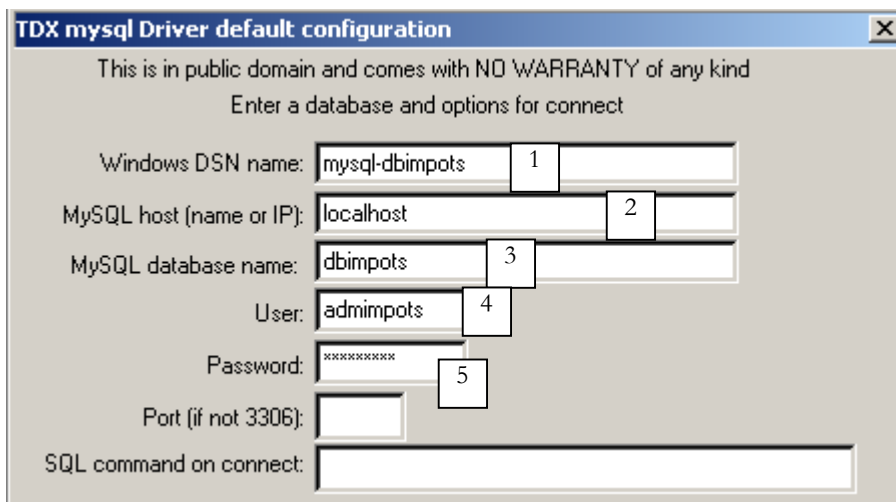 TDX mysql Driver default configuration
This is in public domain and comes with NO WARRANTY of any kind
Enter a database and options for connect
Windows DSN name: mysql-dbimpots 1
MySQL host (name or IP): localhost 2
MySQL database name: dbimpots 3
User: admimpots 4
Password: ********* 5
Port (if not 3306):
SQL command on connect: